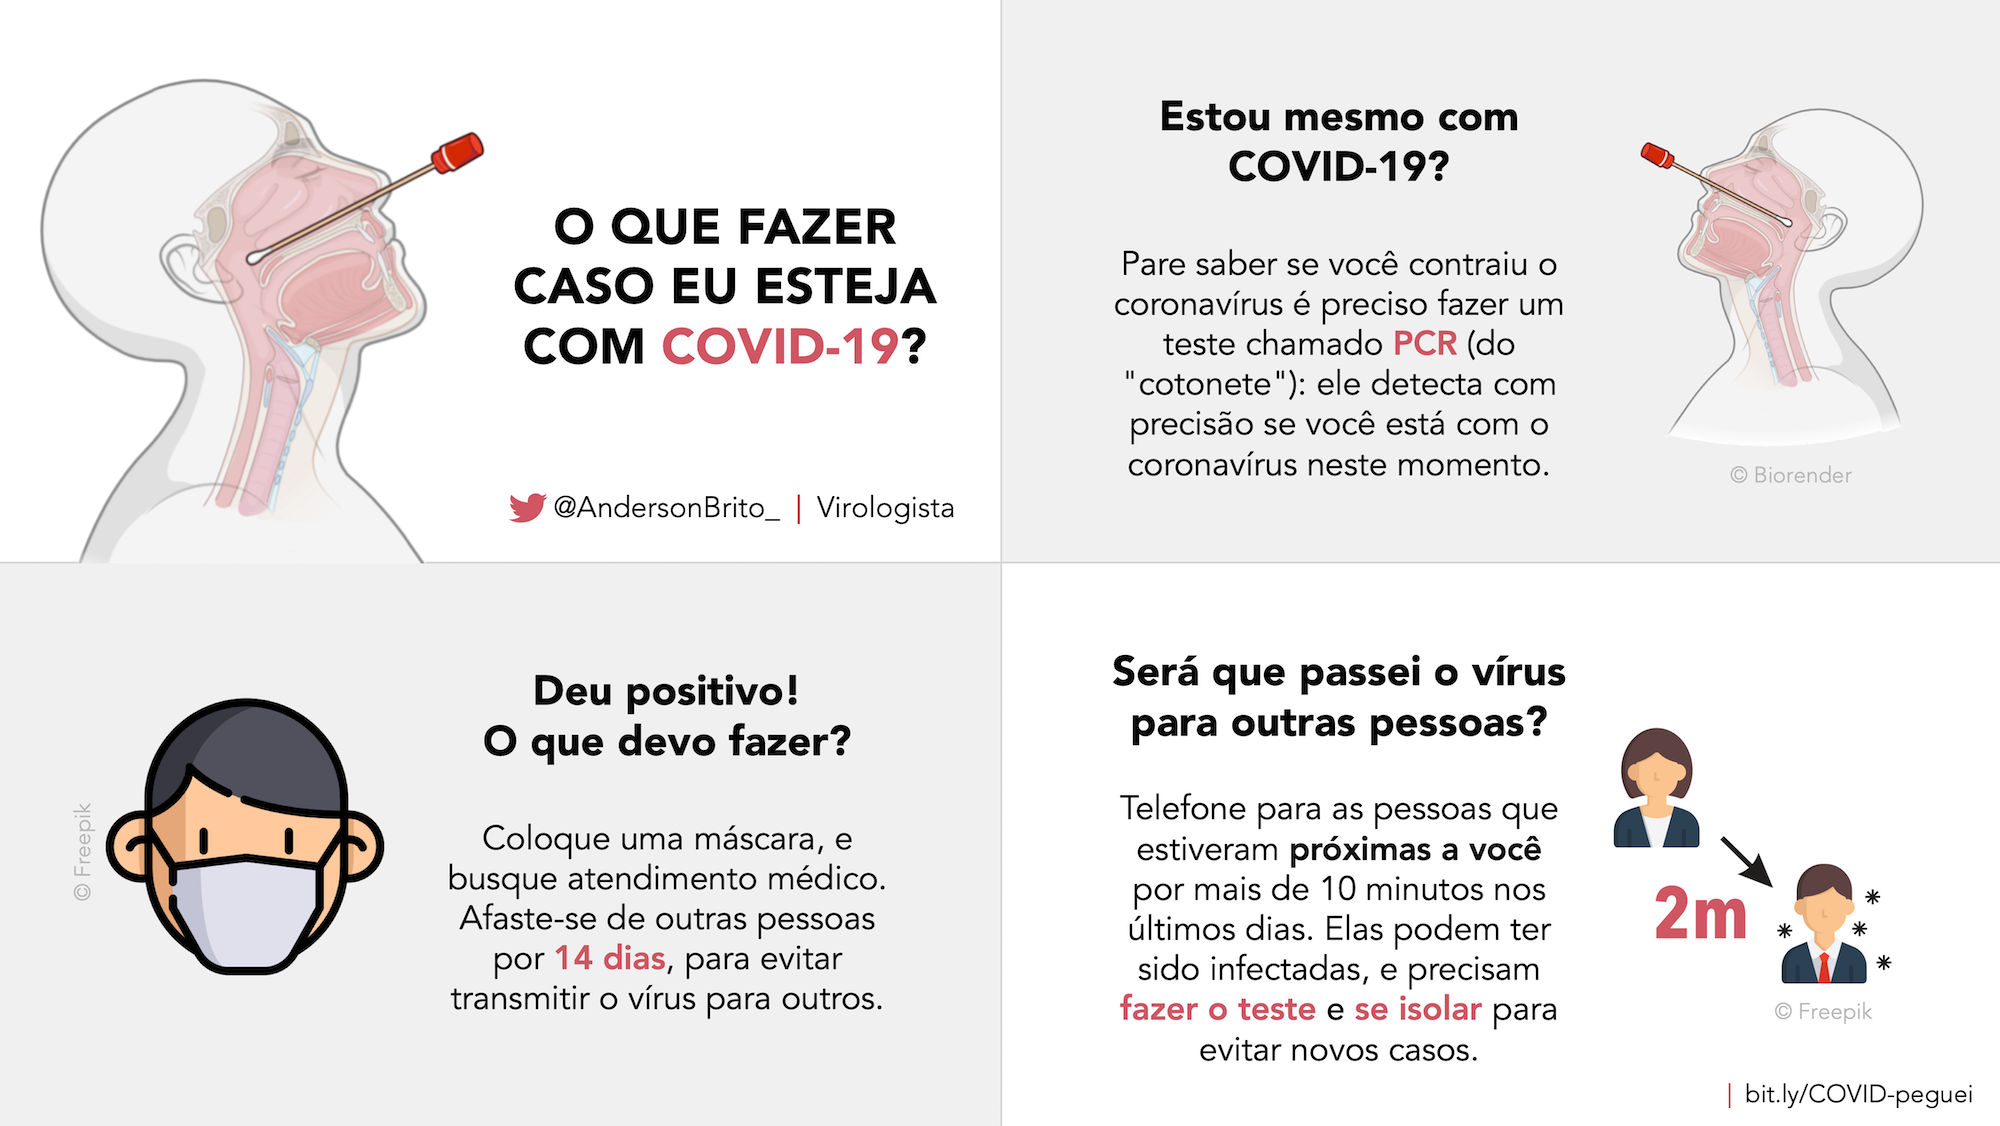 O QUE FAZER
CASO EU ESTEJA
COM COVID-19?
@AndersonBrito_ | Virologista
Estou mesmo com
COVID-19?
Pare saber se você contraiu o
coronavírus é preciso fazer um
teste chamado PCR (do
"cotonete"): ele detecta com
precisão se você está com o
coronavírus neste momento.
© Biorender
Deu positivo!
O que devo fazer?
Coloque uma máscara, e
busque atendimento médico.
Afaste-se de outras pessoas
por 14 dias, para evitar
transmitir o vírus para outros.
© Freepik
Será que passei o vírus
para outras pessoas?
Telefone para as pessoas que
estiveram próximas a você
por mais de 10 minutos nos
últimos dias. Elas podem ter
sido infectadas, e precisam
fazer o teste e se isolar para
evitar novos casos.
2m
© Freepik
| bit.ly/COVID-peguei